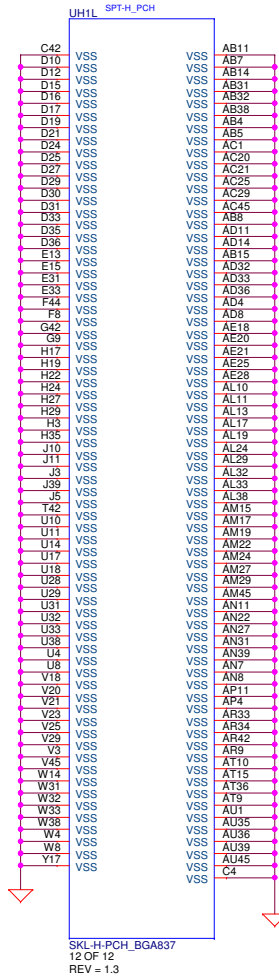 SPT-H_PCH
UH1L
C42 VSS VSS AB11
D10 VSS VSS AB7
D12 VSS VSS AB14
D15 VSS VSS AB31
D16 VSS VSS AB32
D17 VSS VSS AB38
D19 VSS VSS AB4
D21 VSS VSS AB5
D24 VSS VSS AC1
D25 VSS VSS AC20
D27 VSS VSS AC21
D29 VSS VSS AC25
D30 VSS VSS AC29
D31 VSS VSS AC45
D33 VSS VSS AB8
D35 VSS VSS AD11
D36 VSS VSS AD14
E13 VSS VSS AB15
E15 VSS VSS AD32
E31 VSS VSS AD33
E33 VSS VSS AD36
F44 VSS VSS AD4
F8 VSS VSS AD8
G42 VSS VSS AE18
G9 VSS VSS AE20
H17 VSS VSS AE21
H19 VSS VSS AE25
H22 VSS VSS AE28
H24 VSS VSS AL10
H27 VSS VSS AL11
H29 VSS VSS AL13
H3 VSS VSS AL17
H35 VSS VSS AL19
J10 VSS VSS AL24
J11 VSS VSS AL29
J3 VSS VSS AL32
J39 VSS VSS AL33
J5 VSS VSS AL38
T42 VSS VSS AM15
U10 VSS VSS AM17
U11 VSS VSS AM19
U14 VSS VSS AM22
U17 VSS VSS AM24
U18 VSS VSS AM27
U28 VSS VSS AM29
U29 VSS VSS AM45
U31 VSS VSS AN11
U32 VSS VSS AN22
U33 VSS VSS AN27
U38 VSS VSS AN31
U4 VSS VSS AN39
U8 VSS VSS AN7
V18 VSS VSS AN8
V20 VSS VSS AP11
V21 VSS VSS AP4
V23 VSS VSS AR33
V25 VSS VSS AR34
V29 VSS VSS AR42
V3 VSS VSS AR9
V45 VSS VSS AT10
W14 VSS VSS AT15
W31 VSS VSS AT36
W32 VSS VSS AT9
W33 VSS VSS AU1
W38 VSS VSS AU35
W4 VSS VSS AU36
W8 VSS VSS AU39
Y17 VSS VSS AU45
VSS C4
SKL-H-PCH_BGA837
12 OF 12
REV = 1.3